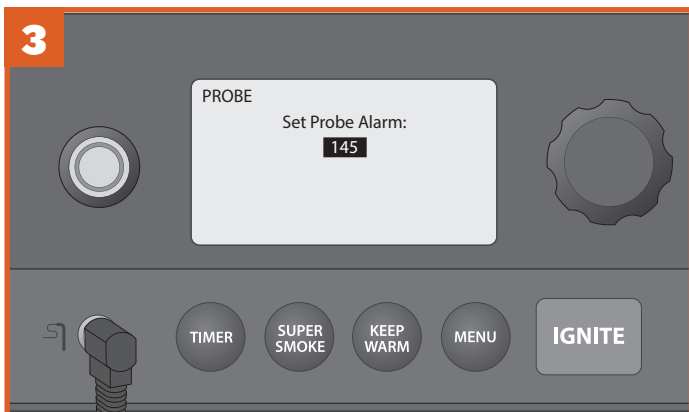 3
PROBE
Set Probe Alarm:
145
TIMER
SUPER
SMOKE
KEEP
WARM
MENU
IGNITE